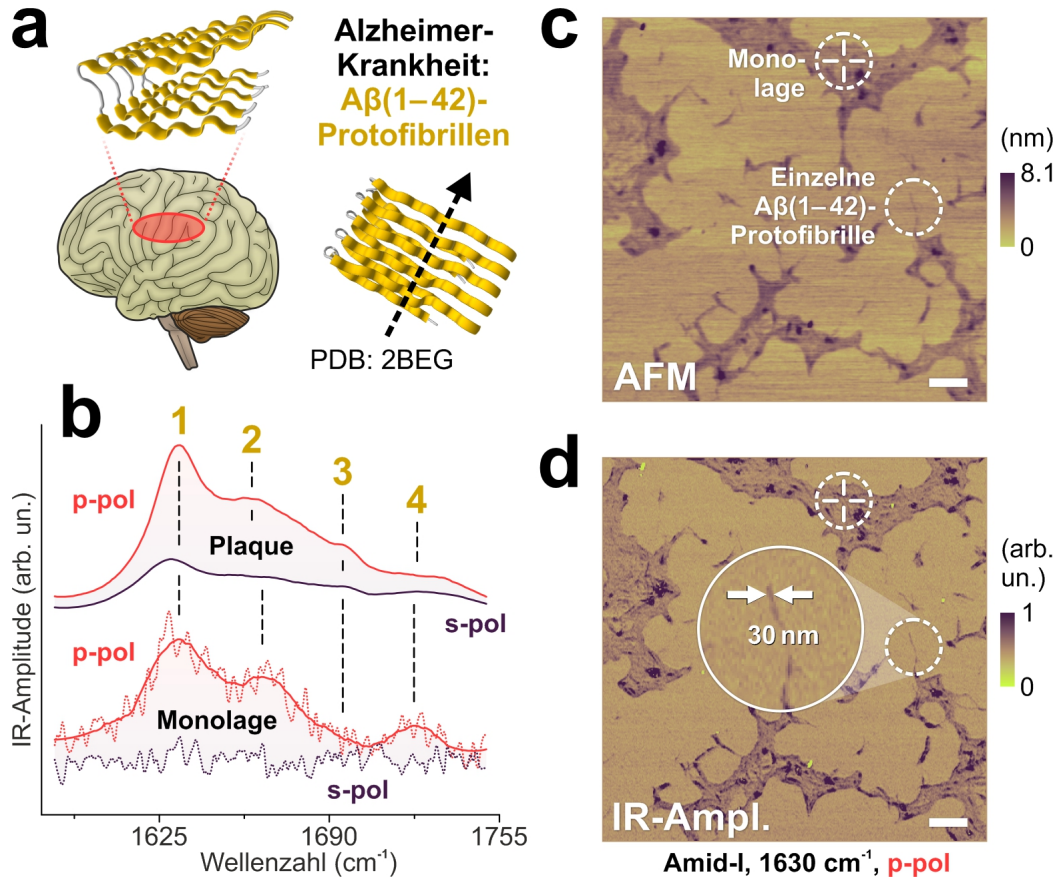 a
Alzheimer-
Krankheit:
Aβ(1–42)-
Protofibrillen
PDB: 2BEG
b
1
2
3
4
p-pol
Plaque
s-pol
p-pol
Monolage
s-pol
IR-Amplitude (arb. un.)
1625
1690
1755
Wellenzahl (cm⁻¹)
c
Mono-
lage
Einzelne
Aβ(1–42)-
Protofibrille
AFM
(nm)
8.1
0
d
30 nm
IR-Ampl.
(arb.
un.)
1
0
Amid-I, 1630 cm⁻¹, p-pol